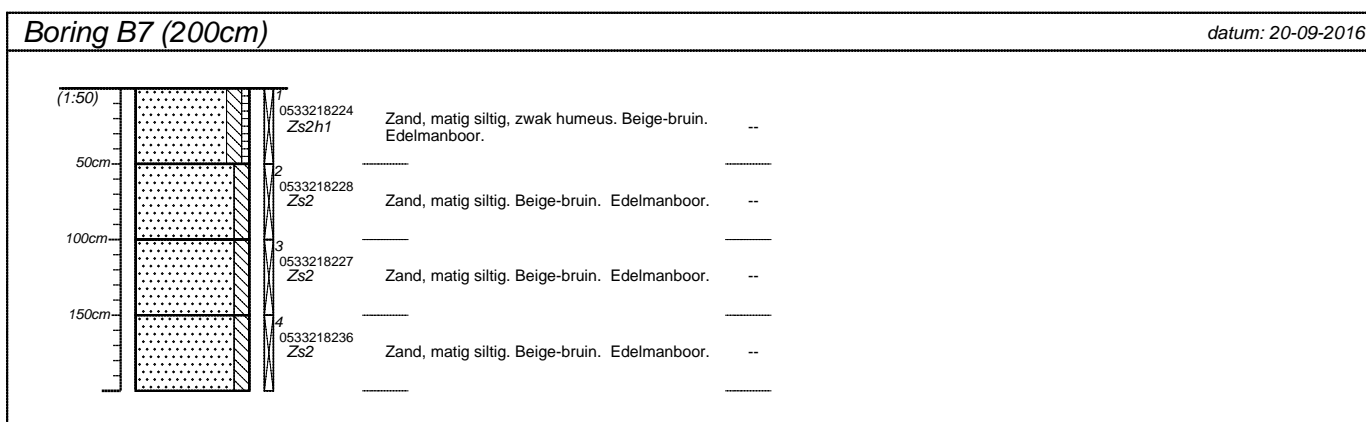 Boring B7 (200cm)
datum: 20-09-2016
(1:50)
1
0533218224
Zs2h1
Zand, matig siltig, zwak humeus. Beige-bruin.
Edelmanboor.
--
50cm
2
0533218228
Zs2
Zand, matig siltig. Beige-bruin. Edelmanboor.
--
100cm
3
0533218227
Zs2
Zand, matig siltig. Beige-bruin. Edelmanboor.
--
150cm
4
0533218236
Zs2
Zand, matig siltig. Beige-bruin. Edelmanboor.
--